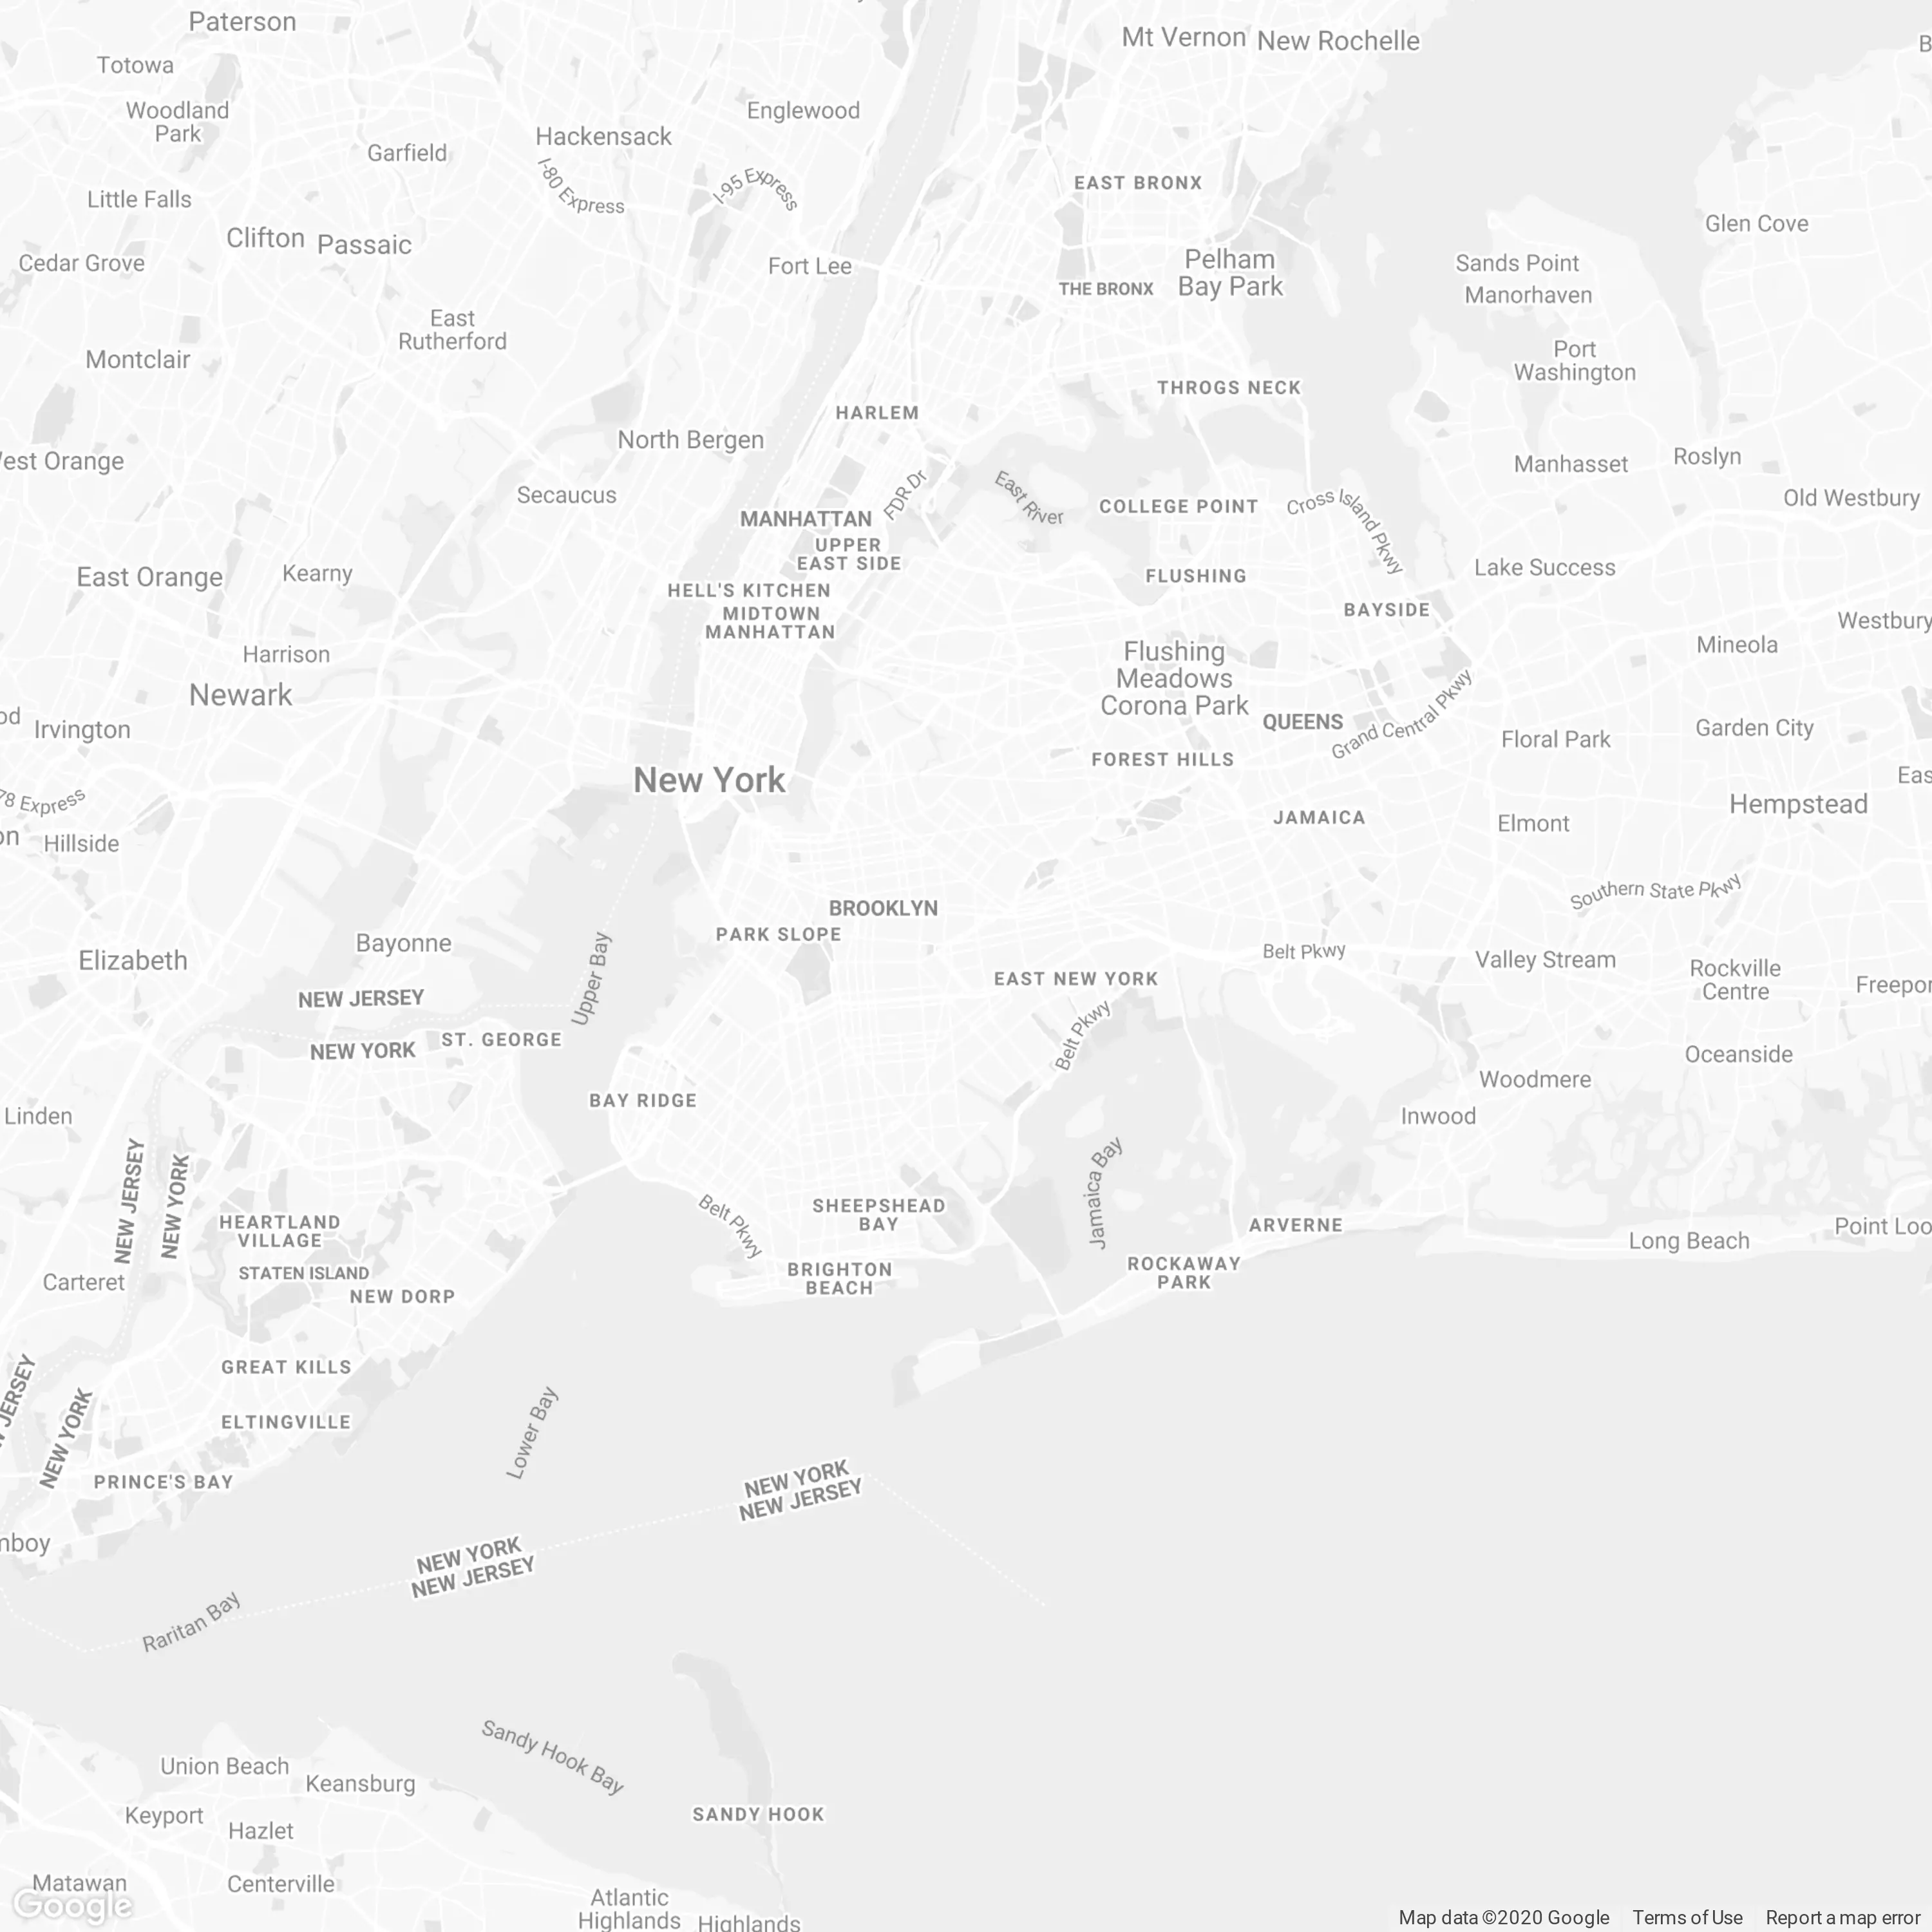 Paterson
Mt Vernon
New Rochelle
Totowa
Woodland
Park
Englewood
Hackensack
Garfield
I-80 Express
I-95 Express
EAST BRONX
Little Falls
Clifton
Passaic
Glen Cove
Cedar Grove
Fort Lee
Pelham
Bay Park
THE BRONX
Sands Point
Manorhaven
East
Rutherford
Montclair
Port
Washington
THROGS NECK
HARLEM
North Bergen
est Orange
Manhasset
Roslyn
Secaucus
FDR Dr
East River
COLLEGE POINT
Cross Island Pkwy
Old Westbury
MANHATTAN
UPPER
EAST SIDE
East Orange
Kearny
FLUSHING
Lake Success
HELL'S KITCHEN
MIDTOWN
MANHATTAN
BAYSIDE
Westbury
Harrison
Mineola
Flushing
Meadows
Corona Park
Newark
Irvington
QUEENS
Grand Central Pkwy
Floral Park
Garden City
FOREST HILLS
New York
Eas
78 Express
Hempstead
JAMAICA
Elmont
on
Hillside
Southern State Pkwy
BROOKLYN
PARK SLOPE
Bayonne
Elizabeth
Upper Bay
Belt Pkwy
Valley Stream
EAST NEW YORK
Rockville
Centre
Freepor
NEW JERSEY
NEW YORK
ST. GEORGE
Belt Pkwy
Oceanside
Woodmere
BAY RIDGE
Linden
Inwood
NEW JERSEY
NEW YORK
Jamaica Bay
Belt Pkwy
SHEEPSHEAD
BAY
HEARTLAND
VILLAGE
ARVERNE
Long Beach
Point Loo
STATEN ISLAND
Carteret
NEW DORP
BRIGHTON
BEACH
ROCKAWAY
PARK
GREAT KILLS
W JERSEY
NEW YORK
ELTINGVILLE
Lower Bay
PRINCE'S BAY
NEW YORK
NEW JERSEY
mboy
NEW YORK
NEW JERSEY
Raritan Bay
Sandy Hook Bay
Union Beach
Keansburg
Keyport
Hazlet
SANDY HOOK
Matawan
Centerville
Atlantic
Highlands
Highlands
Google
Map data ©2020 Google
Terms of Use
Report a map error